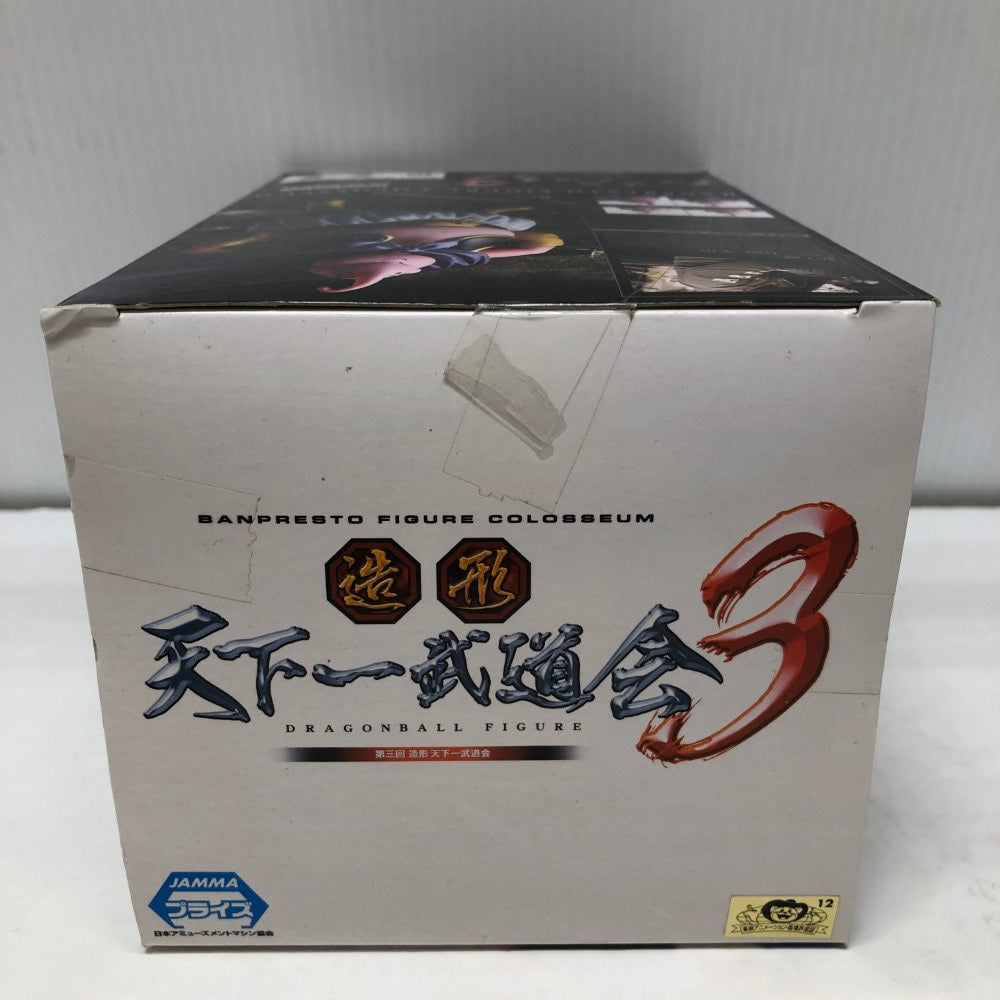 BANPRESTO FIGURE COLOSSEUM
造形
天下一武道会3
DRAGONBALL FIGURE
第三回 造形 天下一武道会
JAMMA
プライズ
日本アミューズメントマシン協会
12